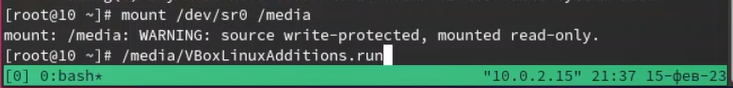 [root@10 ~]# mount /dev/sr0 /media
mount: /media: WARNING: source write-protected, mounted read-only.
[root@10 ~]# /media/VBoxLinuxAdditions.run
[0] 0:bash* "10.0.2.15" 21:37 15-фев-23